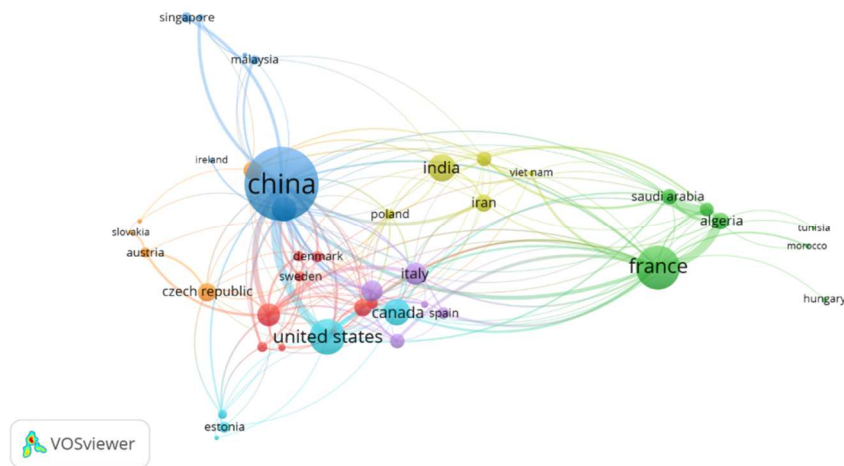 singapore
malaysia
ireland
china
india
viet nam
iran
poland
saudi arabia
algeria
tunisia
morocco
slovakia
austria
denmark
sweden
italy
france
czech republic
canada
spain
hungary
united states
estonia
VOSviewer